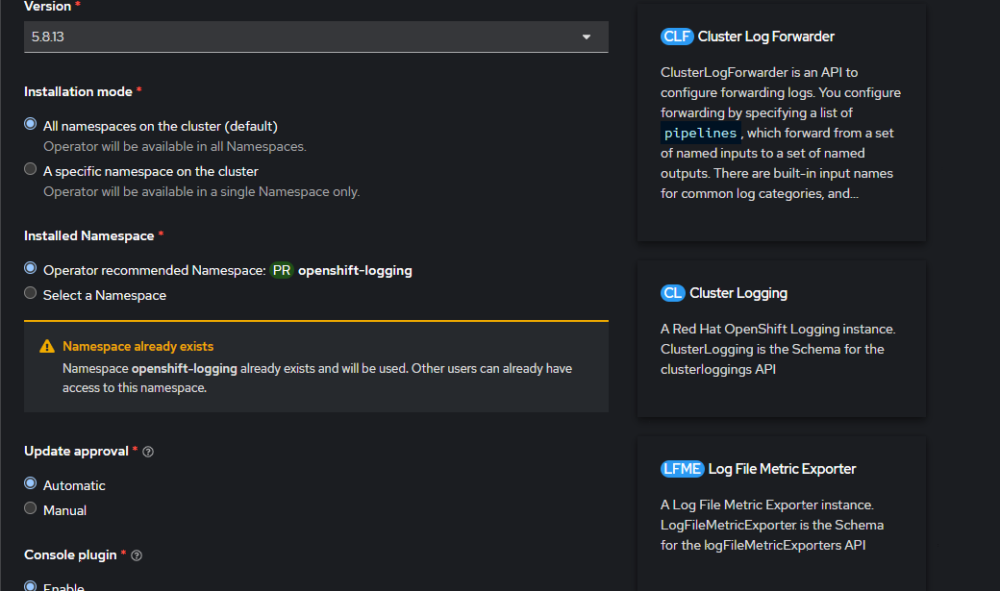 Version *
5.8.13
Installation mode *
All namespaces on the cluster (default)
Operator will be available in all Namespaces.
A specific namespace on the cluster
Operator will be available in a single Namespace only.
Installed Namespace *
Operator recommended Namespace: PR openshift-logging
Select a Namespace
Namespace already exists
Namespace openshift-logging already exists and will be used. Other users can already have
access to this namespace.
Update approval *
Automatic
Manual
Console plugin *
Enable
CLF Cluster Log Forwarder
ClusterLogForwarder is an API to
configure forwarding logs. You configure
forwarding by specifying a list of
pipelines, which forward from a set
of named inputs to a set of named
outputs. There are built-in input names
for common log categories, and...
CL Cluster Logging
A Red Hat OpenShift Logging instance.
ClusterLogging is the Schema for the
clusterloggings API
LFME Log File Metric Exporter
A Log File Metric Exporter instance.
LogFileMetricExporter is the Schema
for the logFileMetricExporters API